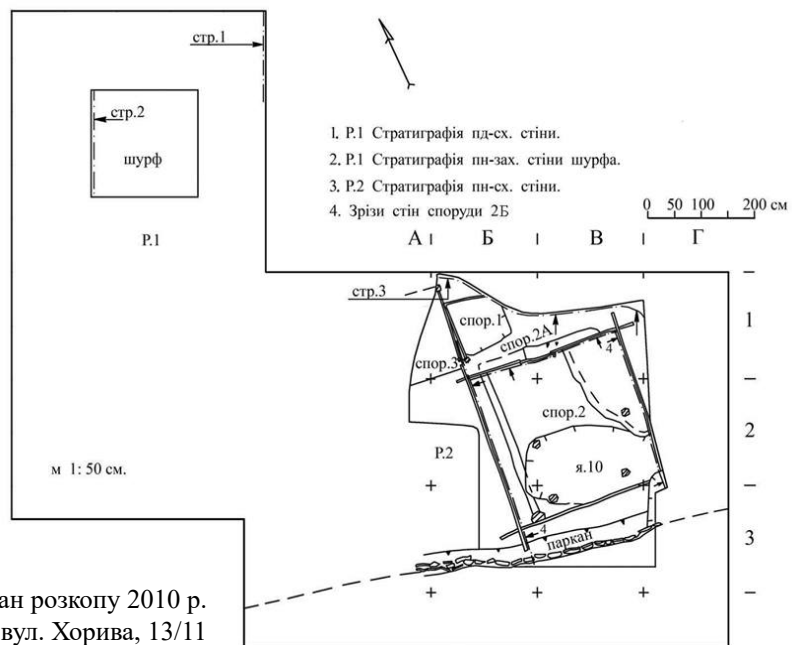 стр.1
стр.2
шурф
1. Р.1 Стратиграфія пд-сх. стіни.
2. Р.1 Стратиграфія пн-зах. стіни шурфа.
3. Р.2 Стратиграфія пн-сх. стіни.
4. Зрізи стін споруди 2Б
0 50 100 200 см
Р.1
А Б В Г
стр.3
спор.1
1
спор.2А
4
спор.3
спор.2
2
Р.2
я.10
м 1: 50 см.
4
паркан
3
ан розкопу 2010 р.
вул. Хорива, 13/11